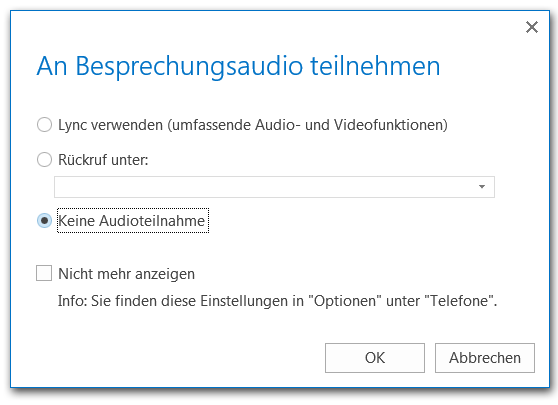 An Besprechungsaudio teilnehmen
Lync verwenden (umfassende Audio- und Videofunktionen)
Rückruf unter:
Keine Audioteilnahme
Nicht mehr anzeigen
Info: Sie finden diese Einstellungen in "Optionen" unter "Telefone".
OK Abbrechen